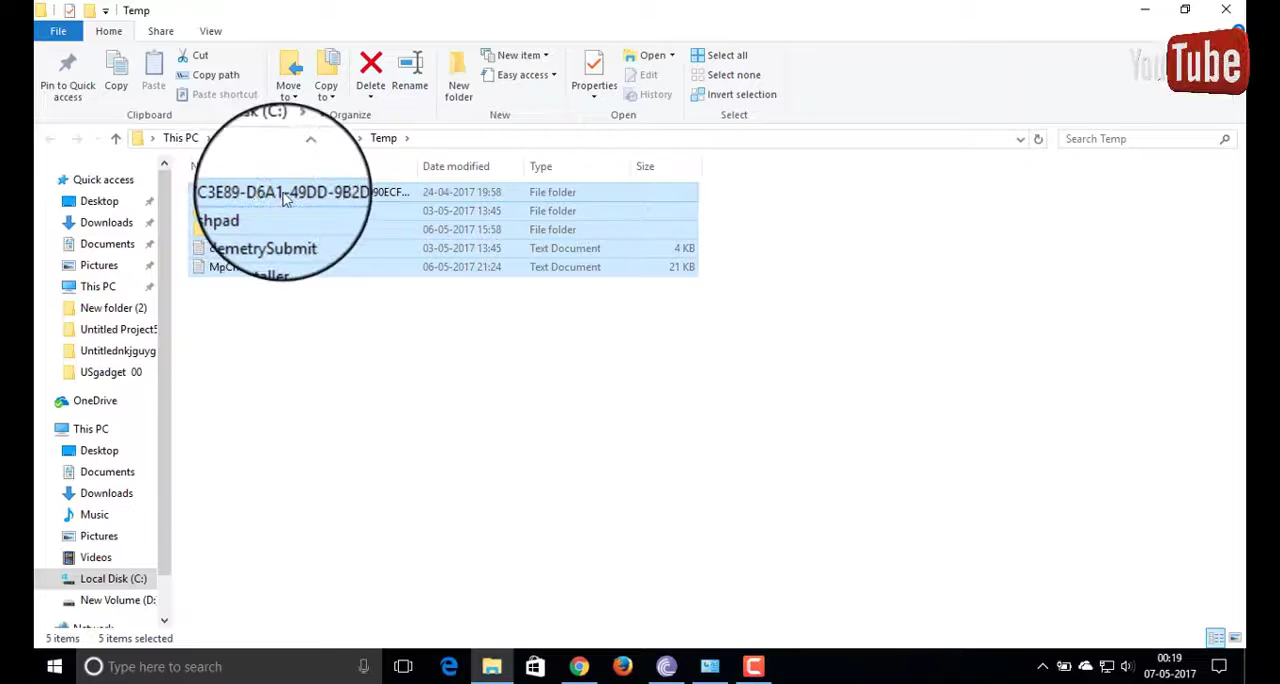 Temp
File
Home
Share
View
Pin to Quick access
Copy
Paste
Cut
Copy path
Paste shortcut
Clipboard
Move to
Copy to
Delete
Rename
Organize
New folder
New item
Easy access
New
Properties
Open
Edit
History
Open
Select all
Select none
Invert selection
Select
YouTube
This PC
k (C:)
Temp
Search Temp
Date modified
Type
Size
C3E89-D6A1-49DD-9B2D
90ECF...
24-04-2017 19:58
File folder
shpad
03-05-2017 13:45
File folder
06-05-2017 15:58
File folder
lemetrySubmit
03-05-2017 13:45
Text Document
4 KB
MpC
taller
06-05-2017 21:24
Text Document
21 KB
Quick access
Desktop
Downloads
Documents
Pictures
This PC
New folder (2)
Untitled Project5
Untitlednkjguyg
USgadget 00
OneDrive
This PC
Desktop
Documents
Downloads
Music
Pictures
Videos
Local Disk (C:)
New Volume (D:
5 items
5 items selected
Type here to search
00:19
07-05-2017